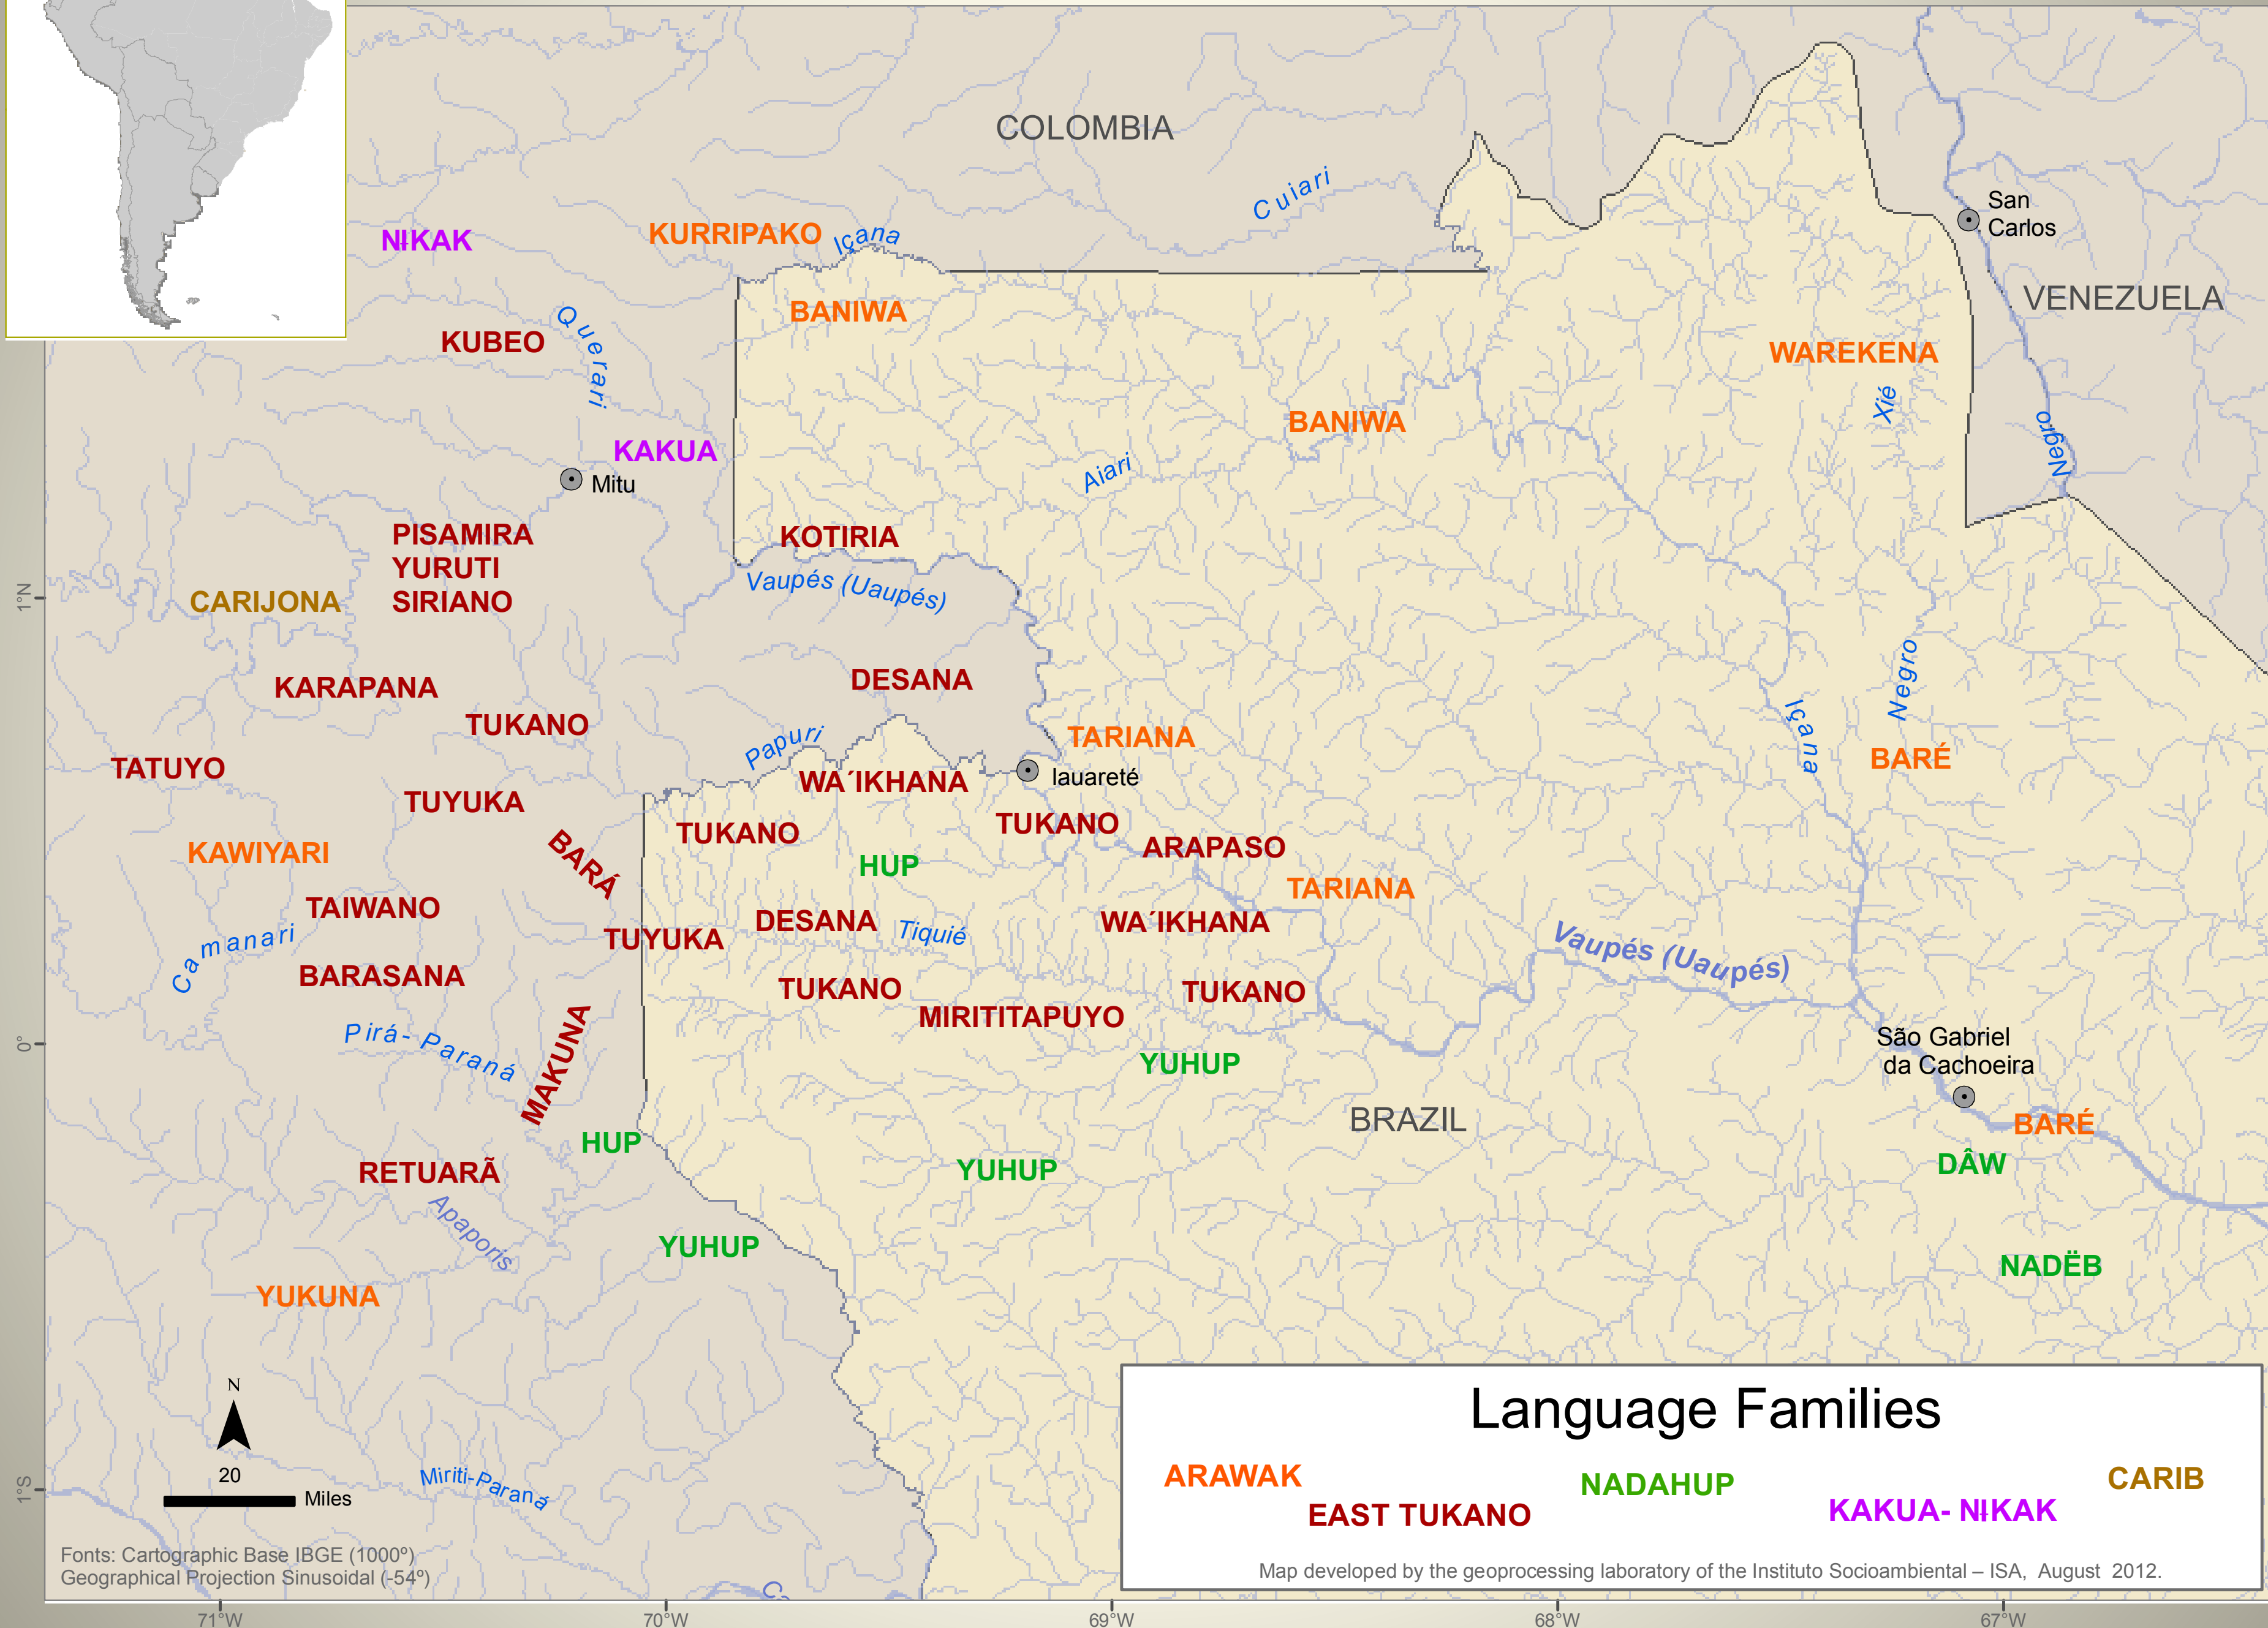 COLOMBIA
Cuiari
San
Carlos
NɨKAK
KURRIPAKO
Içana
VENEZUELA
BANIWA
KUBEO
Querari
WAREKENA
Xié
BANIWA
Negro
KAKUA
Aiari
Mitu
PISAMIRA
KOTIRIA
YURUTI
Vaupés (Uaupés)
1°N
CARIJONA
SIRIANO
DESANA
Negro
KARAPANA
TUKANO
Papuri
TARIANA
Içana
BARÉ
TATUYO
WA´IKHANA
Iauareté
TUYUKA
TUKANO
TUKANO
ARAPASO
KAWIYARI
BARÁ
HUP
TARIANA
TAIWANO
DESANA
Tiquié
WA´IKHANA
Camanari
TUYUKA
Vaupés (Uaupés)
BARASANA
TUKANO
TUKANO
MIRITITAPUYO
Pirá- Paraná
MAKUNA
0°
São Gabriel
da Cachoeira
YUHUP
BRAZIL
BARÉ
HUP
RETUARÃ
YUHUP
DÂW
Apaporis
YUHUP
NADËB
YUKUNA
N
20
Miles
Miriti-Paraná
1°S
Language Families
ARAWAK
NADAHUP
CARIB
EAST TUKANO
KAKUA- NɨKAK
Map developed by the geoprocessing laboratory of the Instituto Socioambiental – ISA, August 2012.
Fonts: Cartographic Base IBGE (1000º)
Geographical Projection Sinusoidal (-54º)
71°W
70°W
69°W
68°W
67°W